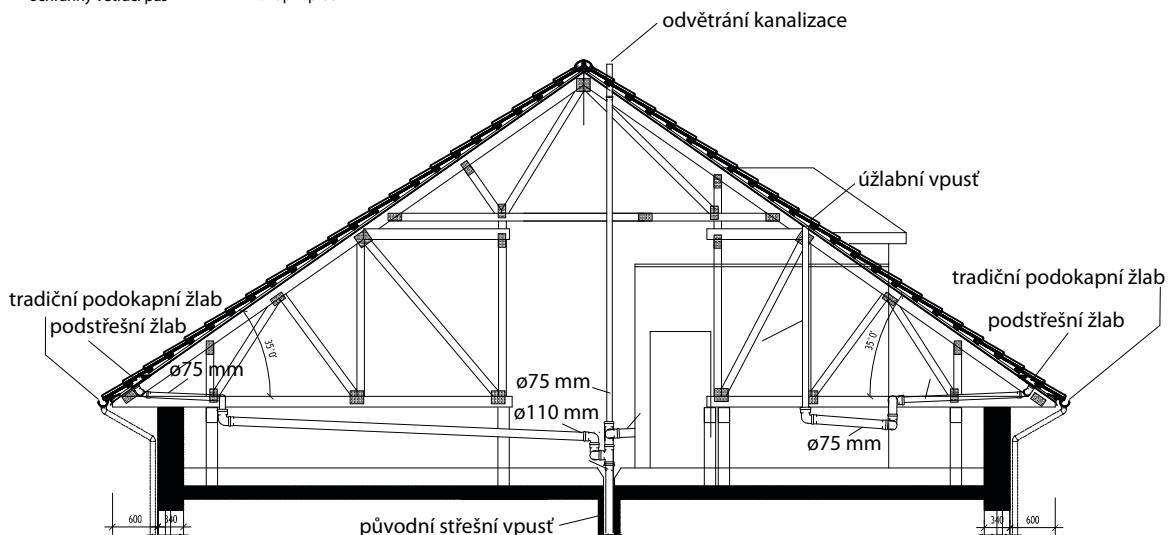 odvětrání kanalizace
úžlabní vpusť
tradiční podokapní žlab
podstřešní žlab
tradiční podokapní žlab
podstřešní žlab
35°0'
35°0'
ø75 mm
ø75 mm
ø110 mm
ø75 mm
600
340
původní střešní vpusť
340
600